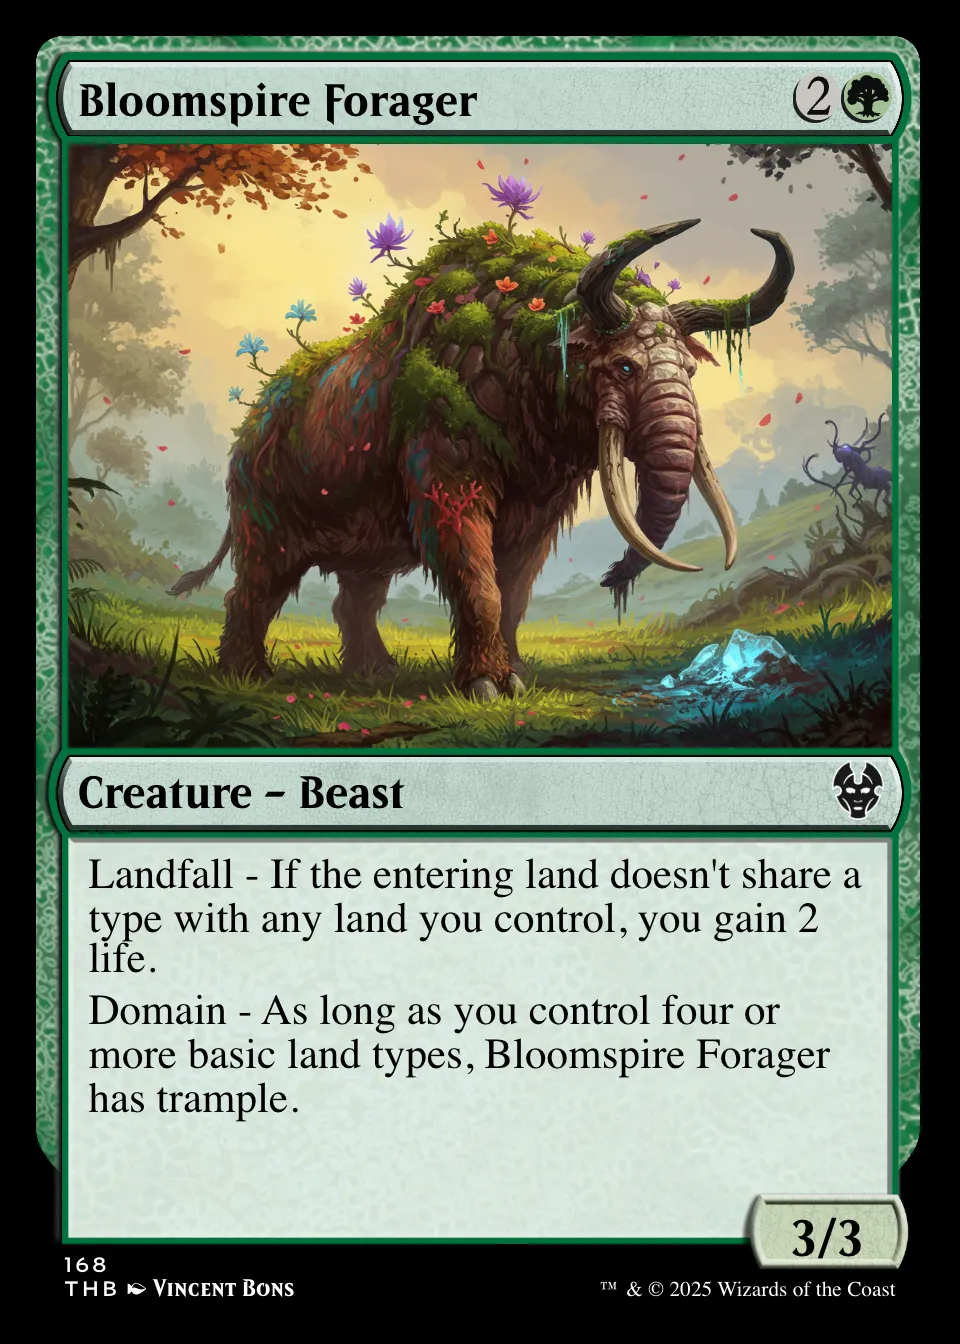 Bloomspire Forager 2
Creature – Beast
Landfall - If the entering land doesn't share a
type with any land you control, you gain 2
life.
Domain - As long as you control four or
more basic land types, Bloomspire Forager
has trample.
3/3
168
THB Vincent Bons
™ & © 2025 Wizards of the Coast